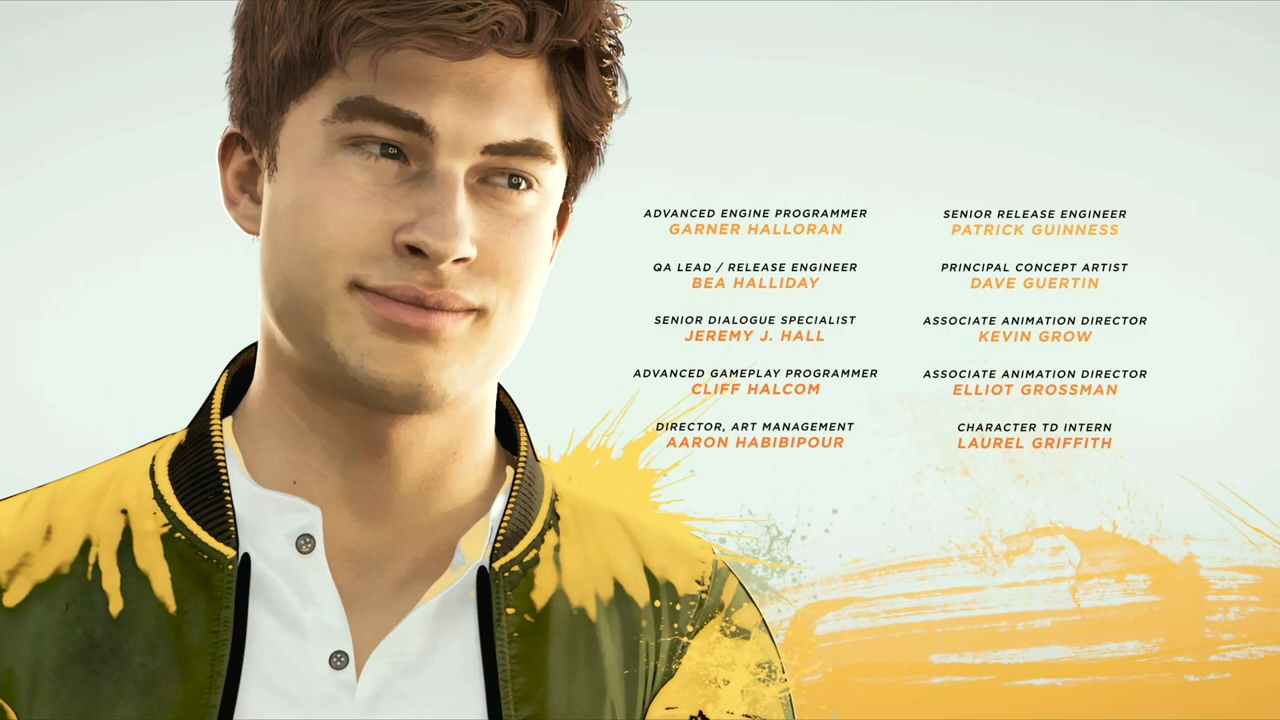 ADVANCED ENGINE PROGRAMMER
GARNER HALLORAN
QA LEAD / RELEASE ENGINEER
BEA HALLIDAY
SENIOR DIALOGUE SPECIALIST
JEREMY J. HALL
ADVANCED GAMEPLAY PROGRAMMER
CLIFF HALCOM
DIRECTOR, ART MANAGEMENT
AARON HABIBIPOUR
SENIOR RELEASE ENGINEER
PATRICK GUINNESS
PRINCIPAL CONCEPT ARTIST
DAVE GUERTIN
ASSOCIATE ANIMATION DIRECTOR
KEVIN GROW
ASSOCIATE ANIMATION DIRECTOR
ELLIOT GROSSMAN
CHARACTER TD INTERN
LAUREL GRIFFITH